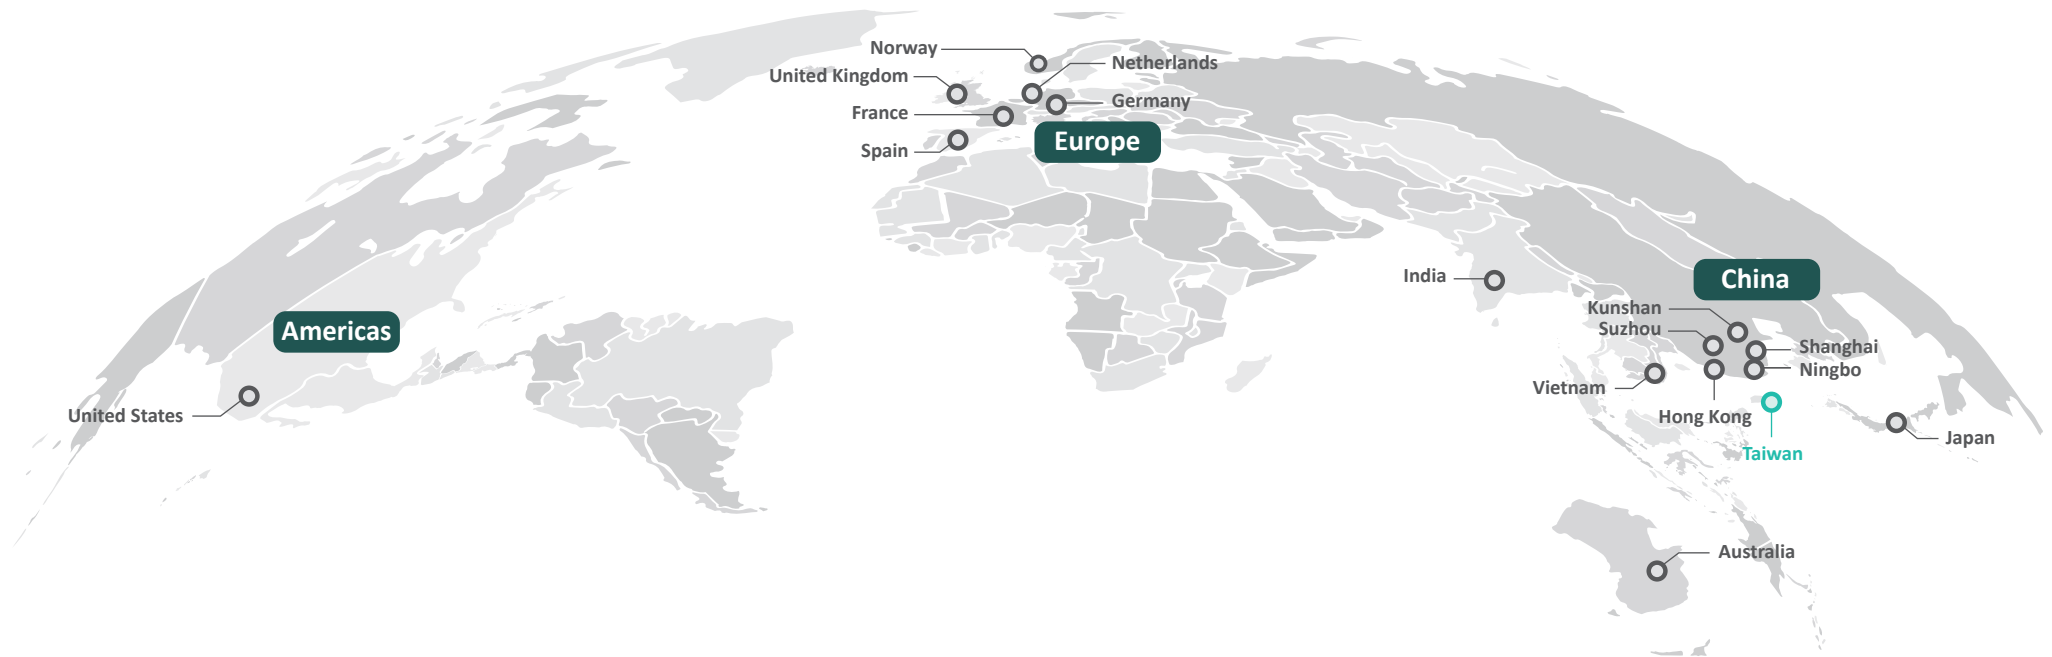 Norway
Netherlands
United Kingdom
Germany
France
Europe
Spain
India
China
Kunshan
Suzhou
Americas
Shanghai
Ningbo
Vietnam
United States
Hong Kong
Japan
Taiwan
Australia